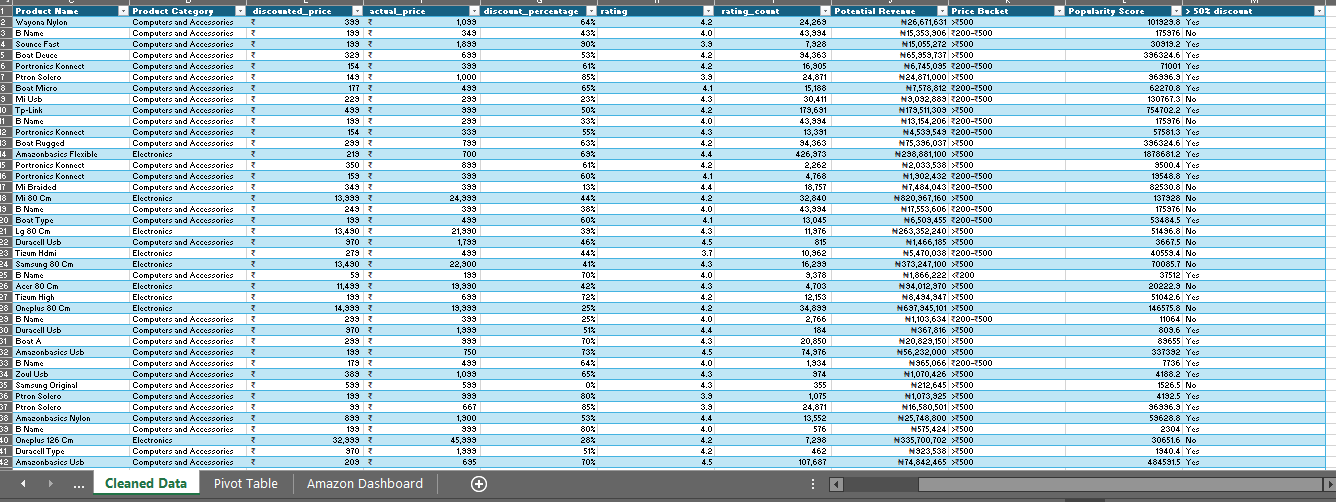 C D E F G H I J K L M
1 Product Name Product Category discounted_price actual_price discount_percentage rating rating_count Potential Revenue Price Bucket Popularity Score > 50% discount
2 Wayona Nylon Computers and Accessories ₹ 399 ₹ 1,099 64% 4.2 24,269 ₦26,671,631 >₹500 101929.8 Yes
3 B Name Computers and Accessories ₹ 199 ₹ 349 43% 4.0 43,994 ₦15,353,906 ₹200–₹500 175976 No
4 Sounce Fast Computers and Accessories ₹ 199 ₹ 1,899 90% 3.9 7,928 ₦15,055,272 >₹500 30919.2 Yes
5 Boat Deuce Computers and Accessories ₹ 329 ₹ 699 53% 4.2 94,363 ₦65,959,737 >₹500 396324.6 Yes
6 Portronics Konnect Computers and Accessories ₹ 154 ₹ 399 61% 4.2 16,905 ₦6,745,095 ₹200–₹500 71001 Yes
7 Ptron Solero Computers and Accessories ₹ 149 ₹ 1,000 85% 3.9 24,871 ₦24,871,000 >₹500 96996.9 Yes
8 Boat Micro Computers and Accessories ₹ 177 ₹ 499 65% 4.1 15,188 ₦7,578,812 ₹200–₹500 62270.8 Yes
9 Mi Usb Computers and Accessories ₹ 229 ₹ 299 23% 4.3 30,411 ₦9,092,889 ₹200–₹500 130767.3 No
10 Tp-Link Computers and Accessories ₹ 499 ₹ 999 50% 4.2 179,691 ₦179,511,309 >₹500 754702.2 Yes
11 B Name Computers and Accessories ₹ 199 ₹ 299 33% 4.0 43,994 ₦13,154,206 ₹200–₹500 175976 No
12 Portronics Konnect Computers and Accessories ₹ 154 ₹ 339 55% 4.3 13,391 ₦4,539,549 ₹200–₹500 57581.3 Yes
13 Boat Rugged Computers and Accessories ₹ 299 ₹ 799 63% 4.2 94,363 ₦75,396,037 >₹500 396324.6 Yes
14 Amazonbasics Flexible Electronics ₹ 219 ₹ 700 69% 4.4 426,973 ₦298,881,100 >₹500 1878681.2 Yes
15 Portronics Konnect Computers and Accessories ₹ 350 ₹ 899 61% 4.2 2,262 ₦2,033,538 >₹500 9500.4 Yes
16 Portronics Konnect Computers and Accessories ₹ 159 ₹ 399 60% 4.1 4,768 ₦1,902,432 ₹200–₹500 19548.8 Yes
17 Mi Braided Computers and Accessories ₹ 349 ₹ 399 13% 4.4 18,757 ₦7,484,043 ₹200–₹500 82530.8 No
18 Mi 80 Cm Electronics ₹ 13,999 ₹ 24,999 44% 4.2 32,840 ₦820,967,160 >₹500 137928 No
19 B Name Computers and Accessories ₹ 249 ₹ 399 38% 4.0 43,994 ₦17,553,606 ₹200–₹500 175976 No
20 Boat Type Computers and Accessories ₹ 199 ₹ 499 60% 4.1 13,045 ₦6,509,455 ₹200–₹500 53484.5 Yes
21 Lg 80 Cm Electronics ₹ 13,490 ₹ 21,990 39% 4.3 11,976 ₦263,352,240 >₹500 51496.8 No
22 Duracell Usb Computers and Accessories ₹ 970 ₹ 1,799 46% 4.5 815 ₦1,466,185 >₹500 3667.5 No
23 Tizum Hdmi Electronics ₹ 279 ₹ 499 44% 3.7 10,962 ₦5,470,038 ₹200–₹500 40559.4 No
24 Samsung 80 Cm Electronics ₹ 13,490 ₹ 22,900 41% 4.3 16,299 ₦373,247,100 >₹500 70085.7 No
25 B Name Computers and Accessories ₹ 59 ₹ 199 70% 4.0 9,378 ₦1,866,222 <₹200 37512 Yes
26 Acer 80 Cm Electronics ₹ 11,499 ₹ 19,990 42% 4.3 4,703 ₦94,012,970 >₹500 20222.9 No
27 Tizum High Electronics ₹ 199 ₹ 699 72% 4.2 12,153 ₦8,494,947 >₹500 51042.6 Yes
28 Oneplus 80 Cm Electronics ₹ 14,999 ₹ 19,999 25% 4.2 34,899 ₦697,945,101 >₹500 146575.8 No
29 B Name Computers and Accessories ₹ 299 ₹ 399 25% 4.0 2,766 ₦1,103,634 ₹200–₹500 11064 No
30 Duracell Usb Computers and Accessories ₹ 970 ₹ 1,999 51% 4.4 184 ₦367,816 >₹500 809.6 Yes
31 Boat A Computers and Accessories ₹ 299 ₹ 999 70% 4.3 20,850 ₦20,829,150 >₹500 89655 Yes
32 Amazonbasics Usb Computers and Accessories ₹ 199 ₹ 750 73% 4.5 74,976 ₦56,232,000 >₹500 337392 Yes
33 B Name Computers and Accessories ₹ 179 ₹ 499 64% 4.0 1,934 ₦965,066 ₹200–₹500 7736 Yes
34 Zoul Usb Computers and Accessories ₹ 389 ₹ 1,099 65% 4.3 974 ₦1,070,426 >₹500 4188.2 Yes
35 Samsung Original Computers and Accessories ₹ 599 ₹ 599 0% 4.3 355 ₦212,645 >₹500 1526.5 No
36 Ptron Solero Computers and Accessories ₹ 199 ₹ 999 80% 3.9 1,075 ₦1,073,925 >₹500 4192.5 Yes
37 Ptron Solero Computers and Accessories ₹ 99 ₹ 667 85% 3.9 24,871 ₦16,580,501 >₹500 96996.9 Yes
38 Amazonbasics Nylon Computers and Accessories ₹ 899 ₹ 1,900 53% 4.4 13,552 ₦25,748,800 >₹500 59628.8 Yes
39 B Name Computers and Accessories ₹ 199 ₹ 999 80% 4.0 576 ₦575,424 >₹500 2304 Yes
40 Oneplus 126 Cm Electronics ₹ 32,999 ₹ 45,999 28% 4.2 7,298 ₦335,700,702 >₹500 30651.6 No
41 Duracell Type Computers and Accessories ₹ 970 ₹ 1,999 51% 4.2 462 ₦923,538 >₹500 1940.4 Yes
42 Amazonbasics Usb Computers and Accessories ₹ 209 ₹ 695 70% 4.5 107,687 ₦74,842,465 >₹500 484591.5 Yes
... Cleaned Data Pivot Table Amazon Dashboard